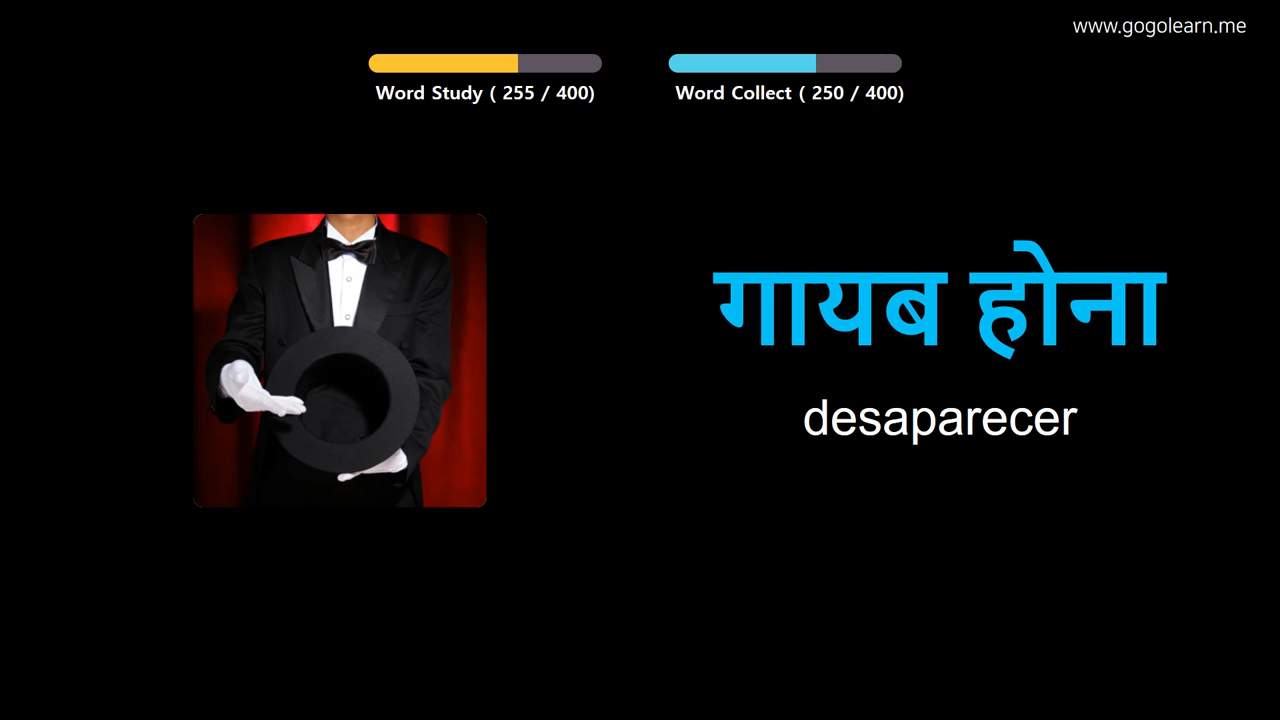 www.gogolearn.me
Word Study ( 255 / 400)
Word Collect ( 250 / 400)
गायब होना
desaparecer